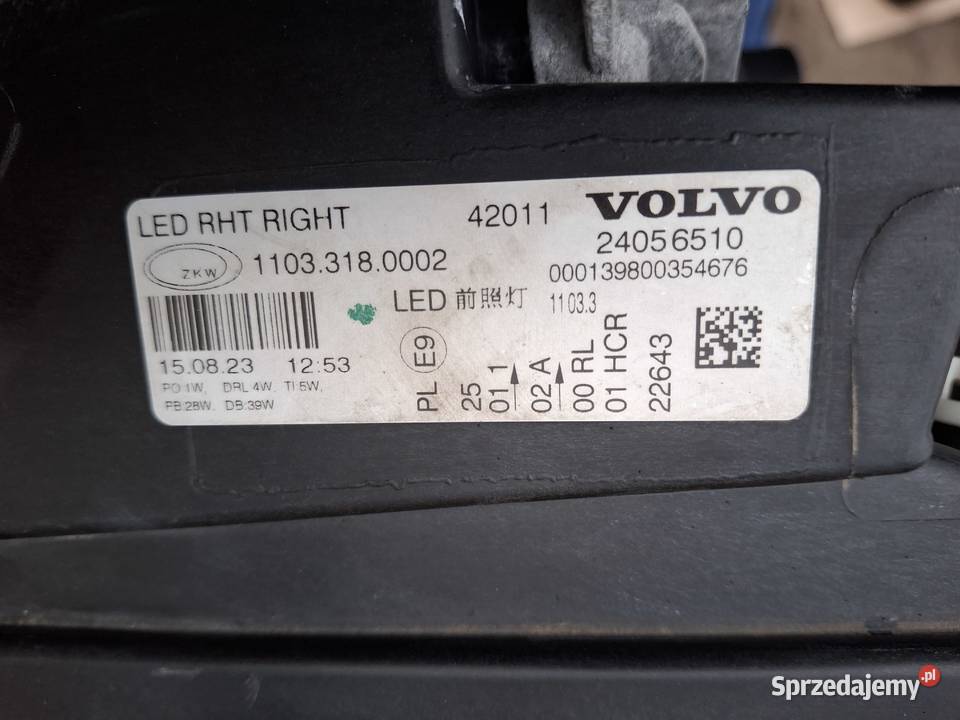 LED RHT RIGHT 42011 VOLVO
24056510
ZKW 1103.318.0002 000139800354676
LED 前照灯 1103.3
15.08.23 12:53
PO:1W, DRL:4W, TI:5W,
PB:28W, DB:39W
PL E9
25
01 1
02 A
00 RL
01 HCR
22643
Sprzedajemy.pl